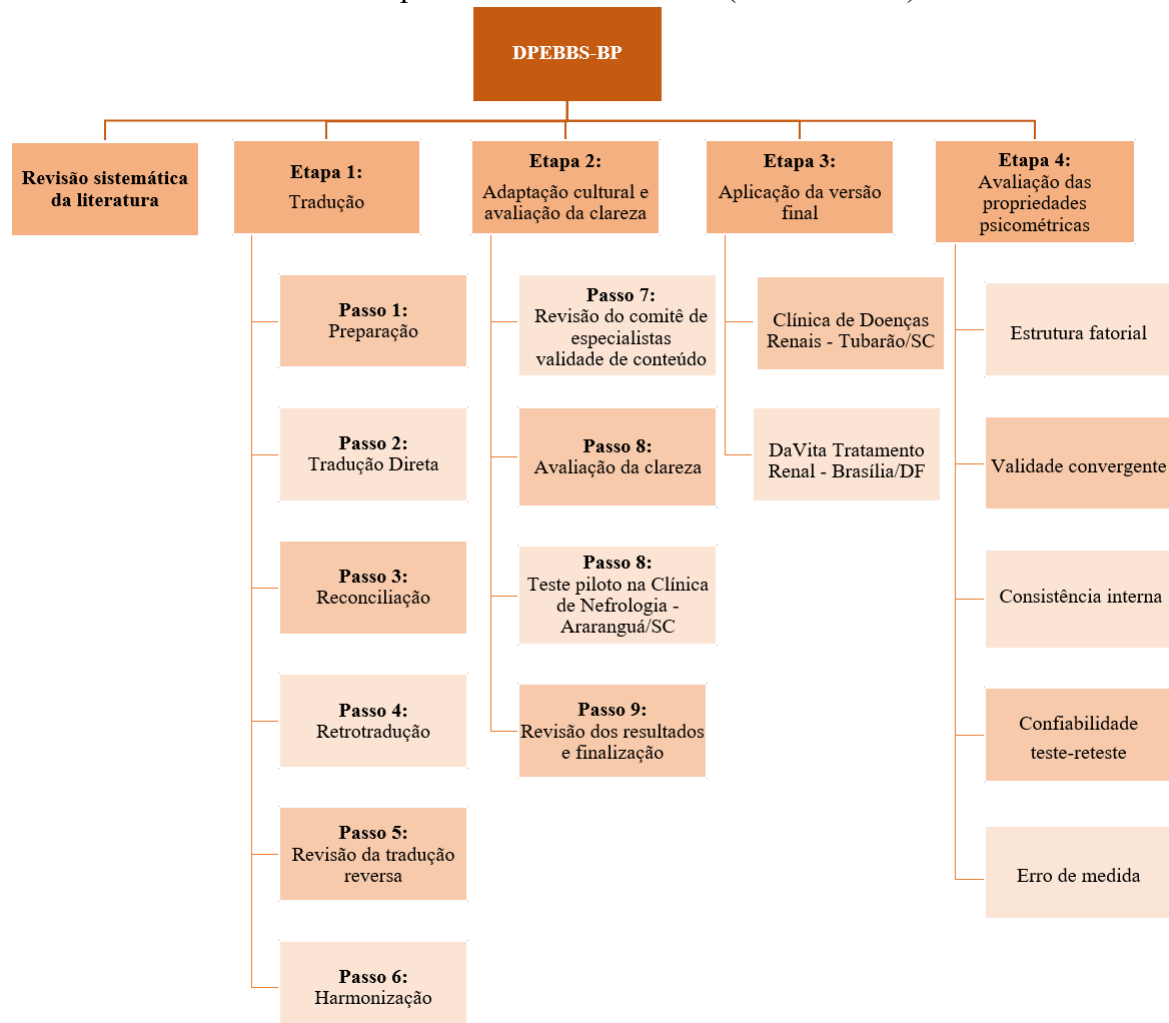 DPEBBS-BP
Revisão sistemática
da literatura
Etapa 1:
Tradução
Passo 1:
Preparação
Passo 2:
Tradução Direta
Passo 3:
Reconciliação
Passo 4:
Retrotradução
Passo 5:
Revisão da tradução
reversa
Passo 6:
Harmonização
Etapa 2:
Adaptação cultural e
avaliação da clareza
Passo 7:
Revisão do comitê de
especialistas
validade de conteúdo
Passo 8:
Avaliação da clareza
Passo 8:
Teste piloto na Clínica
de Nefrologia -
Araranguá/SC
Passo 9:
Revisão dos resultados
e finalização
Etapa 3:
Aplicação da versão
final
Clínica de Doenças
Renais - Tubarão/SC
DaVita Tratamento
Renal - Brasília/DF
Etapa 4:
Avaliação das
propriedades
psicométricas
Estrutura fatorial
Validade convergente
Consistência interna
Confiabilidade
teste-reteste
Erro de medida